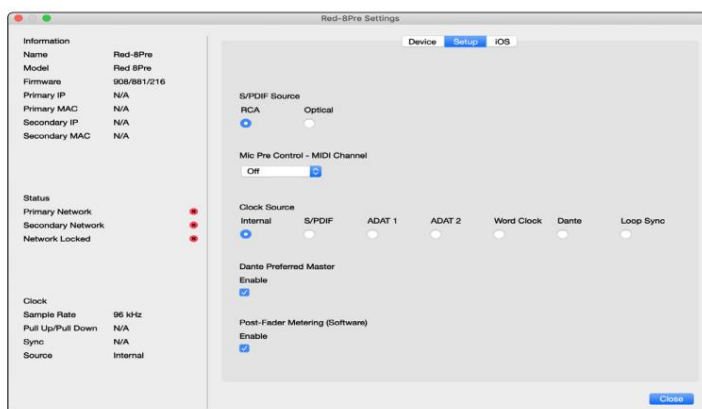 Red-8Pre Settings
Information
Name Red-8Pre
Model Red 8Pre
Firmware 908/881/216
Primary IP N/A
Primary MAC N/A
Secondary IP N/A
Secondary MAC N/A
Status
Primary Network
Secondary Network
Network Locked
Clock
Sample Rate 96 kHz
Pull Up/Pull Down N/A
Sync N/A
Source Internal
Device Setup iOS
S/PDIF Source
RCA Optical
Mic Pre Control - MIDI Channel
Off
Clock Source
Internal S/PDIF ADAT 1 ADAT 2 Word Clock Dante Loop Sync
Dante Preferred Master
Enable
Post-Fader Metering (Software)
Enable
Close